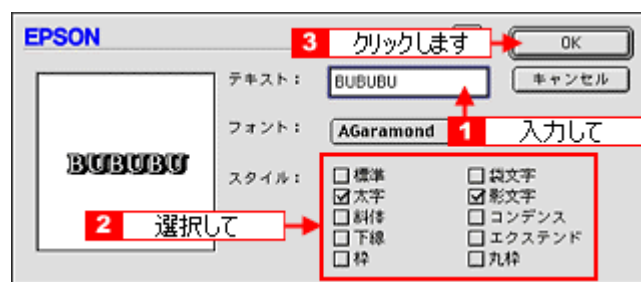 EPSON
3 クリックします
OK
テキスト：
BUBUBU
キャンセル
フォント：
AGaramond
1 入力して
BUBUBU
スタイル：
標準
袋文字
太字
影文字
斜体
コンデンス
下線
エクステンド
枠
丸枠
2 選択して